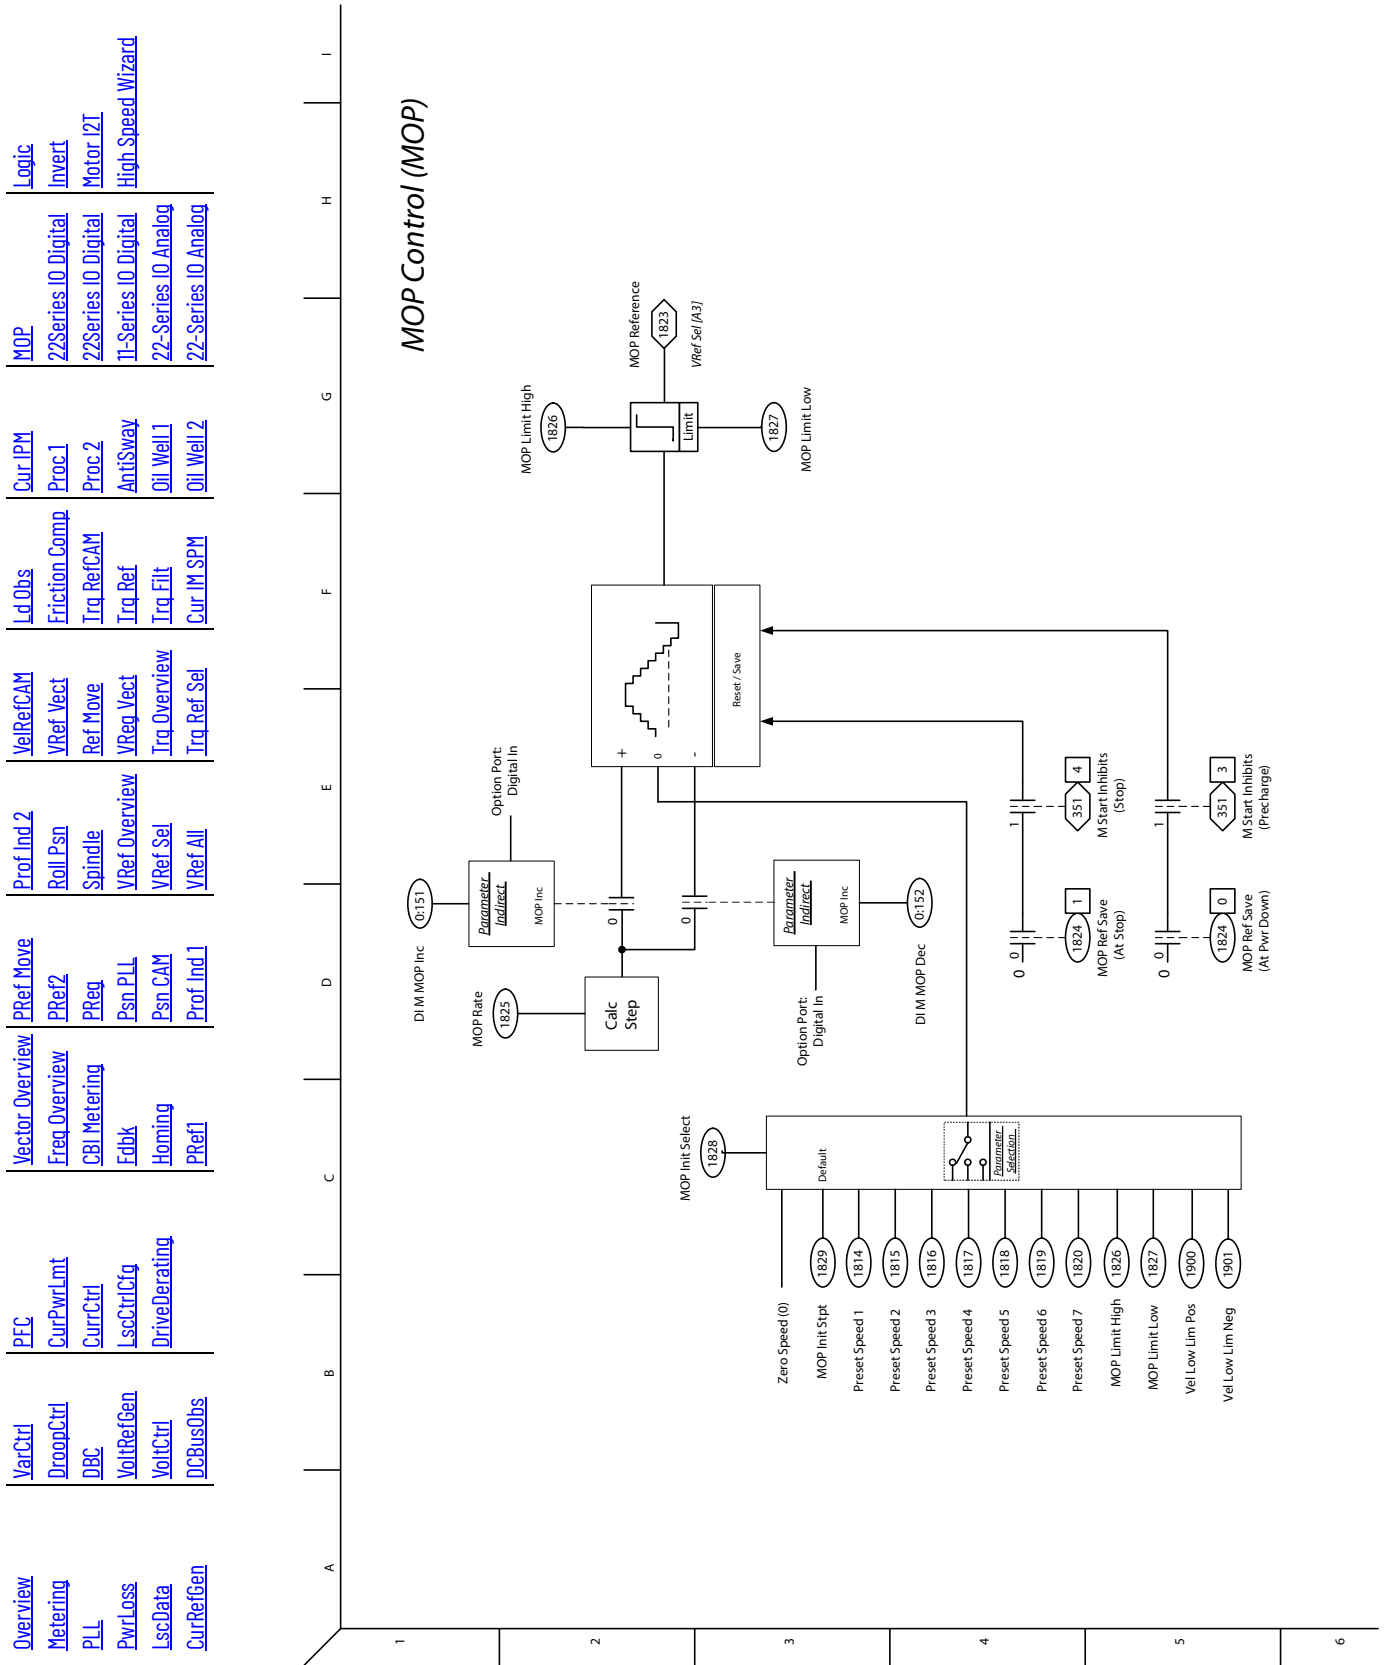 Overview
Metering
PLL
PwrLoss
LscData
CurRefGen
VarCtrl
DroopCtrl
DBC
VoltRefGen
VoltCtrl
DCBusObs
PFC
CurPwrLmt
CurrCtrl
LscCtrlCfg
DriveDerating
Vector Overview
Freq Overview
CBI Metering
Fdbk
Homing
PRef1
PRef Move
PRef2
PReg
Psn PLL
Psn CAM
Prof Ind 1
Prof Ind 2
Roll Psn
Spindle
VRef Overview
VRef Sel
VRef All
VelRefCAM
VRef Vect
Ref Move
VReg Vect
Trq Overview
Trq Ref Sel
Ld Obs
Friction Comp
Trq RefCAM
Trq Ref
Trq Filt
Cur IM SPM
Cur IPM
Proc 1
Proc 2
AntiSway
Oil Well 1
Oil Well 2
MOP
22Series IO Digital
22Series IO Digital
11-Series IO Digital
22-Series IO Analog
22-Series IO Analog
Logic
Invert
Motor I2T
High Speed Wizard
A
B
C
D
E
F
G
H
I
1
2
3
4
5
6
MOP Control (MOP)
DI M MOP Inc
0:151
Parameter
Indirect
MOP Inc
Option Port:
Digital In
MOP Rate
1825
Calc
Step
0
0
+
0
-
Reset / Save
MOP Limit High
1826
Limit
MOP Limit Low
1827
MOP Reference
1823
VRef Sel [A3]
Parameter
Indirect
MOP Inc
Option Port:
Digital In
DI M MOP Dec
0:152
MOP Init Select
1828
Default
Parameter
Selection
Zero Speed (0)
MOP Init Stpt
1829
Preset Speed 1
1814
Preset Speed 2
1815
Preset Speed 3
1816
Preset Speed 4
1817
Preset Speed 5
1818
Preset Speed 6
1819
Preset Speed 7
1820
MOP Limit High
1826
MOP Limit Low
1827
Vel Low Lim Pos
1900
Vel Low Lim Neg
1901
0
0
1
1824
1
MOP Ref Save
(At Stop)
351
4
M Start Inhibits
(Stop)
0
0
1
1824
0
MOP Ref Save
(At Pwr Down)
351
3
M Start Inhibits
(Precharge)